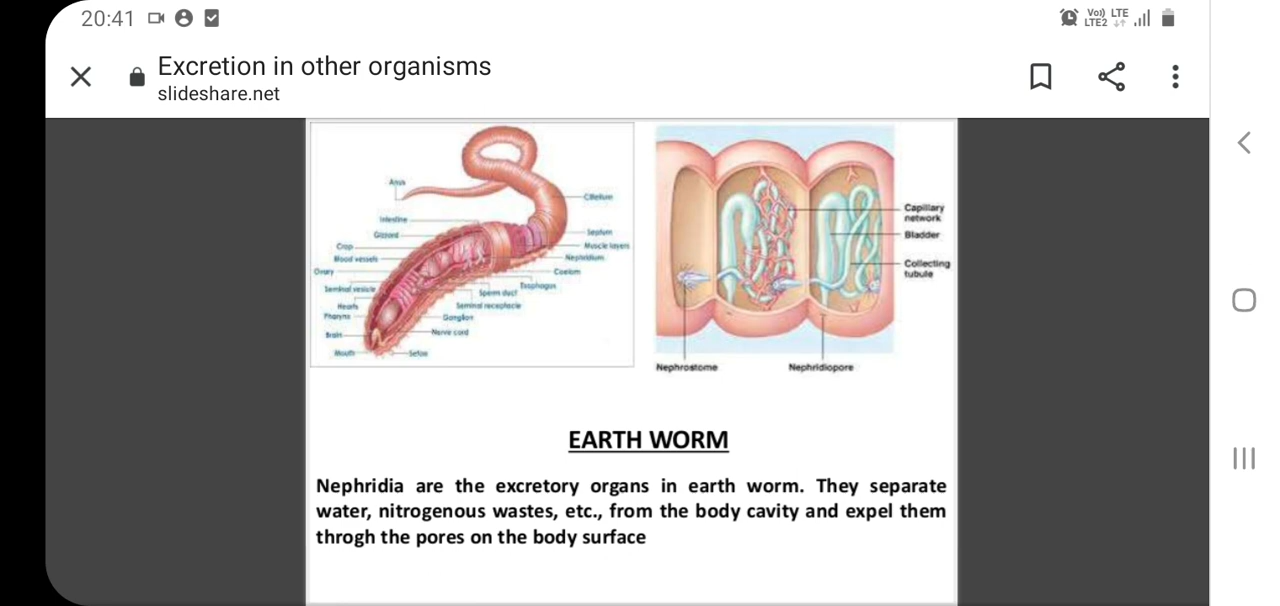 20:41
Vo)) LTE
LTE2
Excretion in other organisms
slideshare.net
Anus
Clitellum
Intestine
Gizzard
Septum
Crop
Muscle layers
Blood vessels
Nephridium
Ovary
Coelom
Seminal vesicle
Esophagus
Sperm duct
Hearts
Seminal receptacle
Pharynx
Ganglion
Brain
Nerve cord
Mouth
Setae
Capillary
network
Bladder
Collecting
tubule
Nephrostome
Nephridiopore
EARTH WORM
Nephridia are the excretory organs in earth worm. They separate
water, nitrogenous wastes, etc., from the body cavity and expel them
throgh the pores on the body surface